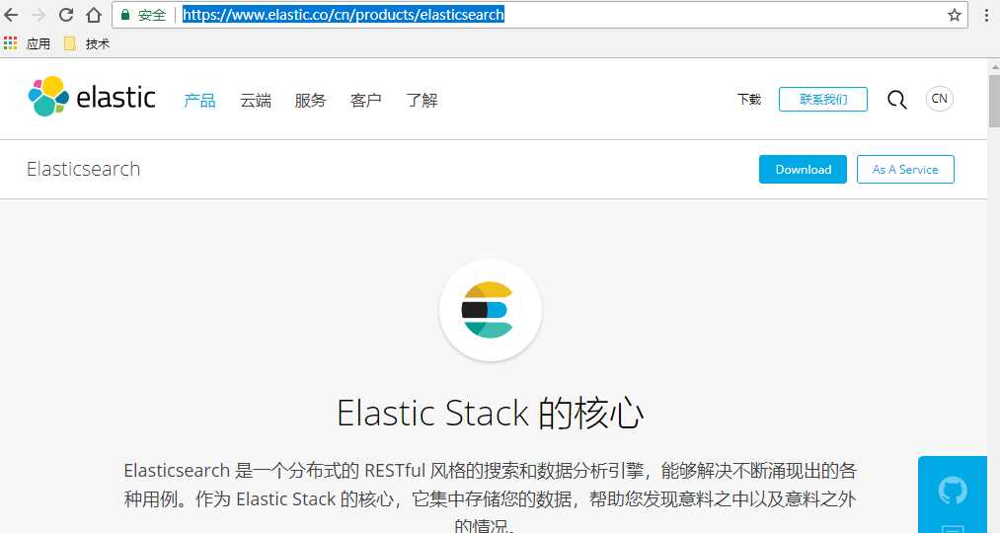 安全 https://www.elastic.co/cn/products/elasticsearch
应用 技术
elastic 产品 云端 服务 客户 了解 下载 联系我们 CN
Elasticsearch Download As A Service
Elastic Stack 的核心
Elasticsearch 是一个分布式的 RESTful 风格的搜索和数据分析引擎，能够解决不断涌现出的各
种用例。作为 Elastic Stack 的核心，它集中存储您的数据，帮助您发现意料之中以及意料之外
的情况。